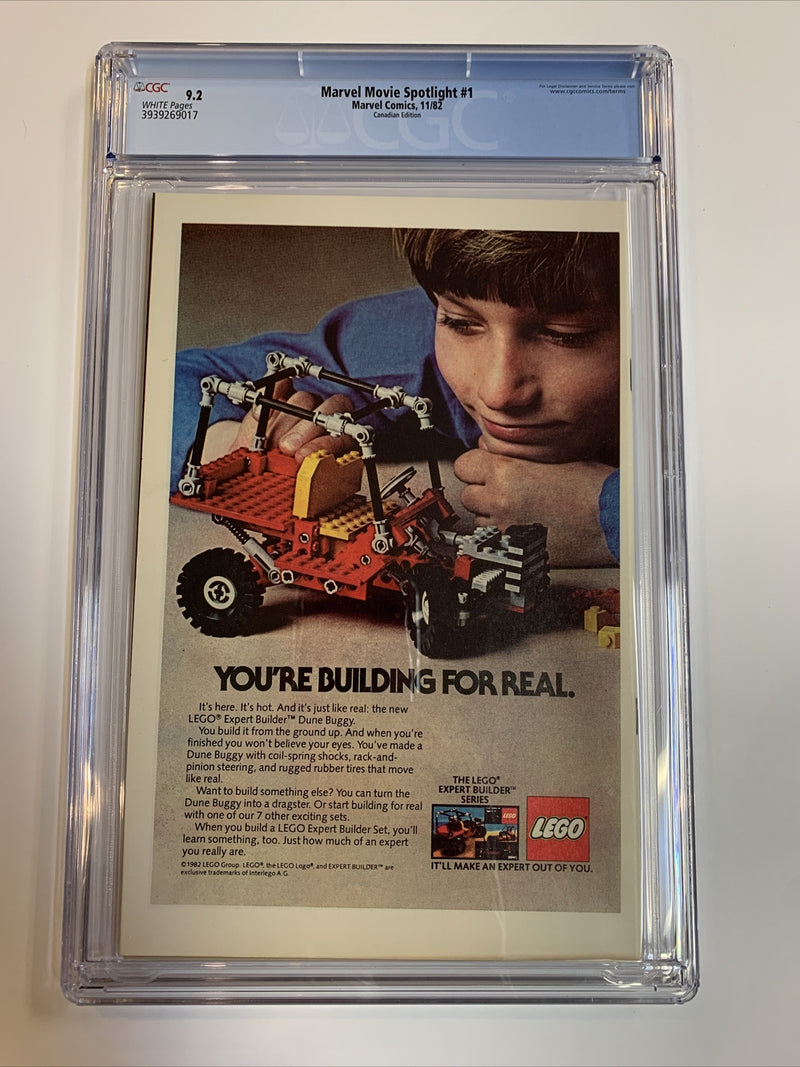 CGC
9.2
WHITE Pages
3939269017
Marvel Movie Spotlight #1
Marvel Comics, 11/82
Canadian Edition
For Legal Disclaimer and Service Terms please visit
www.cgccomics.com/terms
CGC
YOU'RE BUILDING FOR REAL.
It's here. It's hot. And it's just like real: the new
LEGO® Expert Builder™ Dune Buggy.
You build it from the ground up. And when you're
finished you won't believe your eyes. You've made a
Dune Buggy with coil-spring shocks, rack-and-
pinion steering, and rugged rubber tires that move
like real.
Want to build something else? You can turn the
Dune Buggy into a dragster. Or start building for real
with one of our 7 other exciting sets.
When you build a LEGO Expert Builder Set, you'll
learn something, too. Just how much of an expert
you really are.
©1982 LEGO Group. LEGO®, the LEGO Logo®, and EXPERT BUILDER™ are
exclusive trademarks of Interlego A.G.
THE LEGO®
EXPERT BUILDER™
SERIES
LEGO
LEGO
IT'LL MAKE AN EXPERT OUT OF YOU.